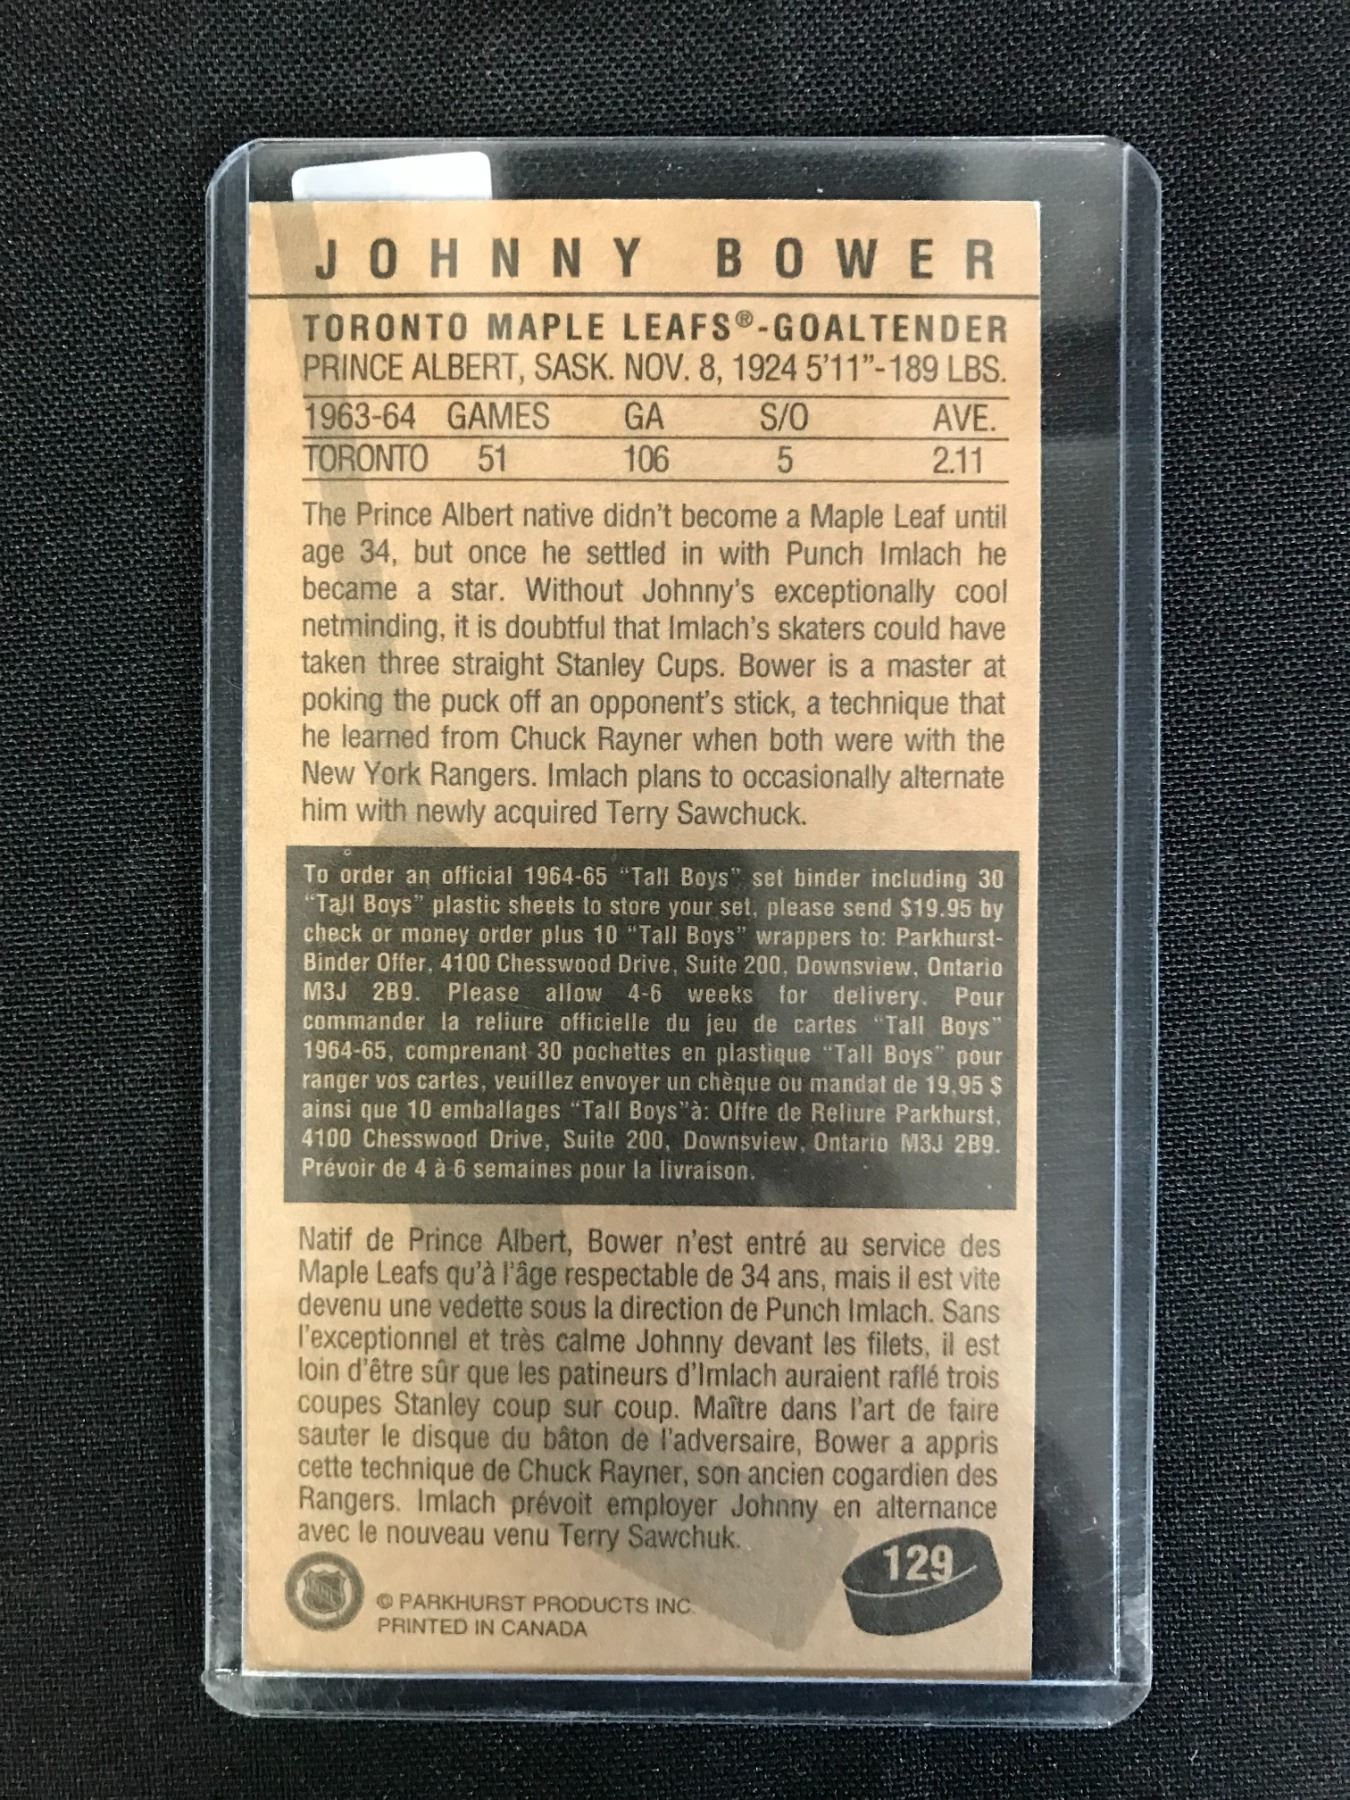 JOHNNY BOWER
TORONTO MAPLE LEAFS®-GOALTENDER
PRINCE ALBERT, SASK. NOV. 8, 1924 5'11"-189 LBS.
1963-64 GAMES GA S/O AVE.
TORONTO 51 106 5 2.11
The Prince Albert native didn't become a Maple Leaf until
age 34, but once he settled in with Punch Imlach he
became a star. Without Johnny's exceptionally cool
netminding, it is doubtful that Imlach's skaters could have
taken three straight Stanley Cups. Bower is a master at
poking the puck off an opponent's stick, a technique that
he learned from Chuck Rayner when both were with the
New York Rangers. Imlach plans to occasionally alternate
him with newly acquired Terry Sawchuck.
To order an official 1964-65 "Tall Boys" set binder including 30
"Tall Boys" plastic sheets to store your set, please send $19.95 by
check or money order plus 10 "Tall Boys" wrappers to: Parkhurst-
Binder Offer, 4100 Chesswood Drive, Suite 200, Downsview, Ontario
M3J 2B9. Please allow 4-6 weeks for delivery. Pour
commander la reliure officielle du jeu de cartes "Tall Boys"
1964-65, comprenant 30 pochettes en plastique "Tall Boys" pour
ranger vos cartes, veuillez envoyer un chèque ou mandat de 19,95 $
ainsi que 10 emballages "Tall Boys"à: Offre de Reliure Parkhurst,
4100 Chesswood Drive, Suite 200, Downsview, Ontario M3J 2B9.
Prévoir de 4 à 6 semaines pour la livraison.
Natif de Prince Albert, Bower n'est entré au service des
Maple Leafs qu'à l'âge respectable de 34 ans, mais il est vite
devenu une vedette sous la direction de Punch Imlach. Sans
l'exceptionnel et très calme Johnny devant les filets, il est
loin d'être sûr que les patineurs d'Imlach auraient raflé trois
coupes Stanley coup sur coup. Maître dans l'art de faire
sauter le disque du bâton de l'adversaire, Bower a appris
cette technique de Chuck Rayner, son ancien cogardien des
Rangers. Imlach prévoit employer Johnny en alternance
avec le nouveau venu Terry Sawchuk.
129
© PARKHURST PRODUCTS INC.
PRINTED IN CANADA